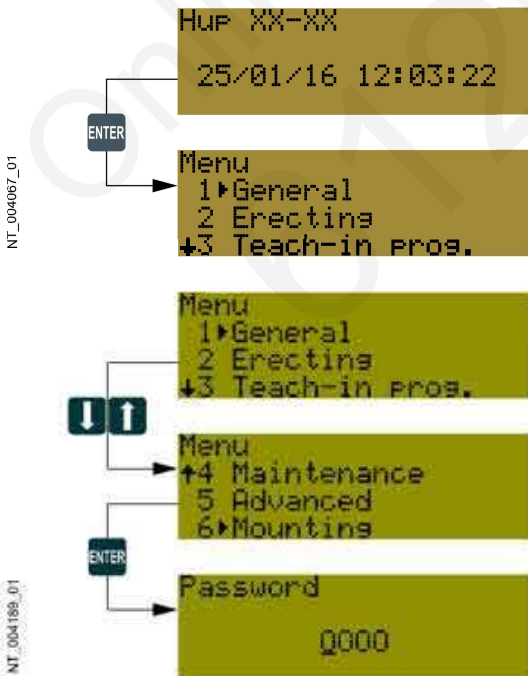 Hup XX-XX
25/01/16 12:03:22
ENTER
NT_004067_01
Menu
1▶General
2 Erecting
↓3 Teach-in prog.
Menu
1▶General
2 Erecting
↓3 Teach-in prog.
↓ ↑
Menu
↑4 Maintenance
5 Advanced
6▶Mounting
ENTER
NT_004189_01
Password
0000